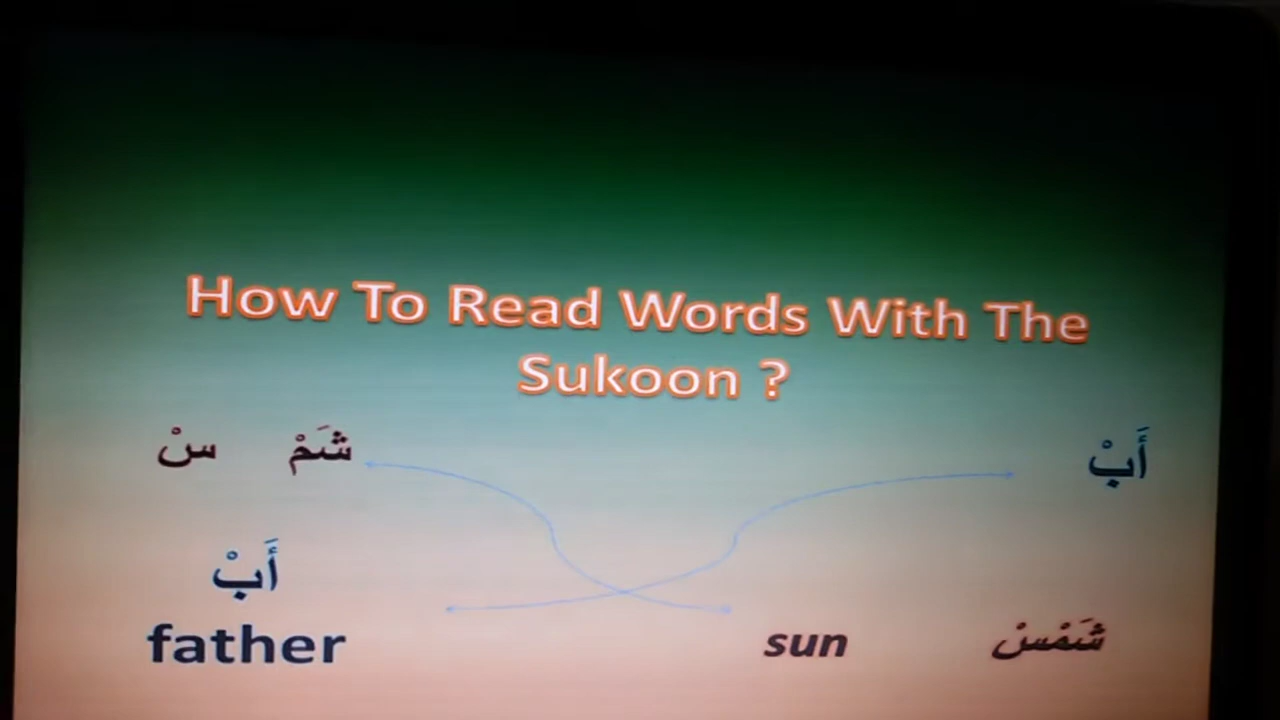 How To Read Words With The
Sukoon ?
شَمْ سْ
أَبْ
أَبْ
father
sun
شَمْسْ